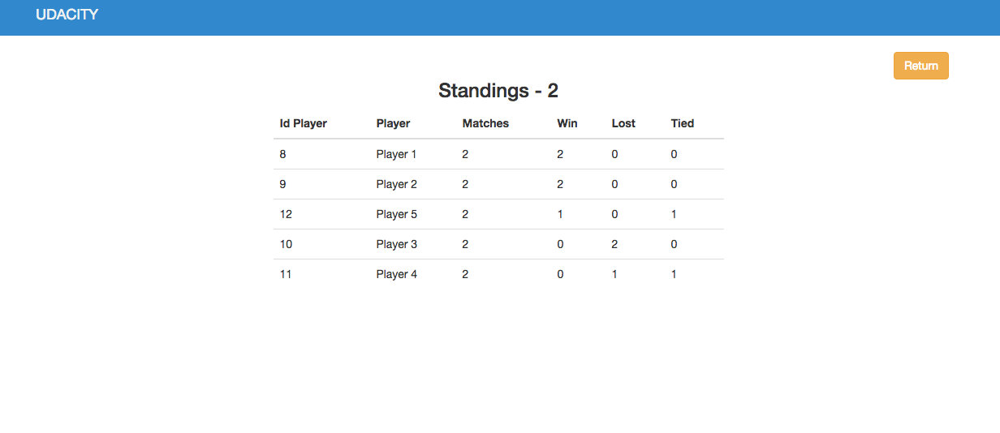 UDACITY
Return
Standings - 2
Id Player Player Matches Win Lost Tied
8 Player 1 2 2 0 0
9 Player 2 2 2 0 0
12 Player 5 2 1 0 1
10 Player 3 2 0 2 0
11 Player 4 2 0 1 1